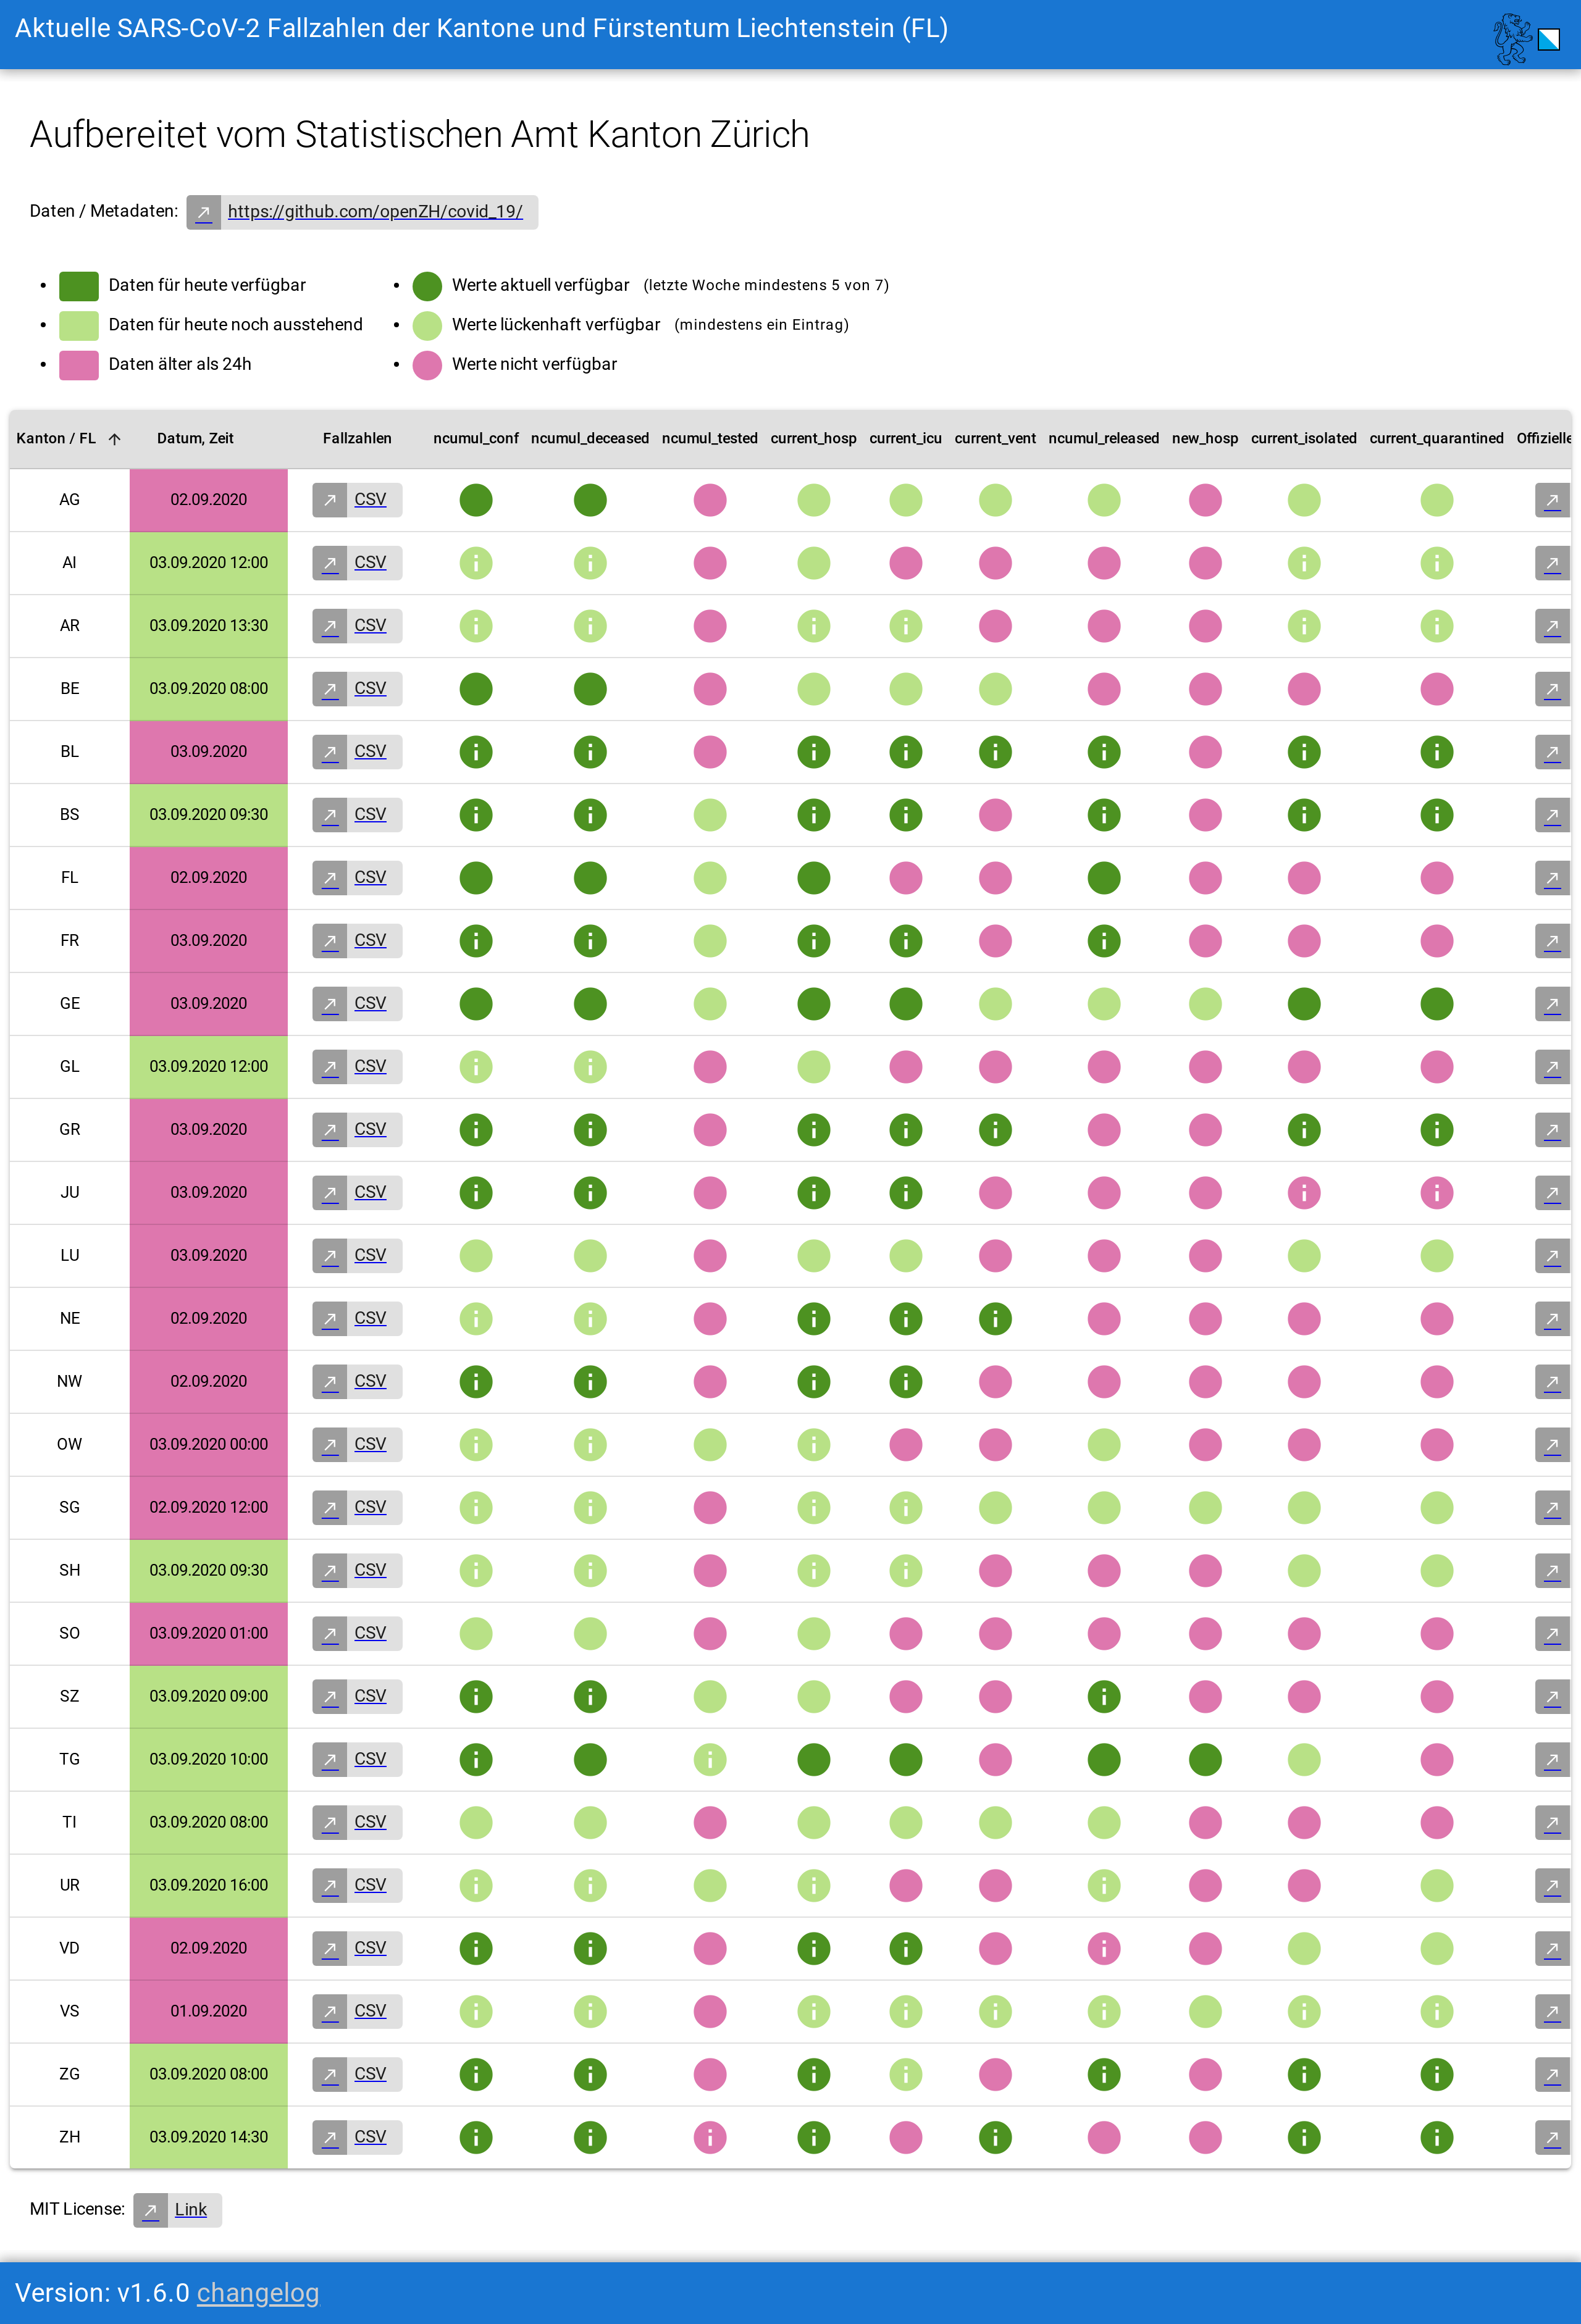 Aktuelle SARS-CoV-2 Fallzahlen der Kantone und Fürstentum Liechtenstein (FL)
Aufbereitet vom Statistischen Amt Kanton Zürich
Daten / Metadaten: https://github.com/openZH/covid_19/
Daten für heute verfügbar
Daten für heute noch ausstehend
Daten älter als 24h
Werte aktuell verfügbar (letzte Woche mindestens 5 von 7)
Werte lückenhaft verfügbar (mindestens ein Eintrag)
Werte nicht verfügbar
Kanton / FL Datum, Zeit Fallzahlen ncumul_conf ncumul_deceased ncumul_tested current_hosp current_icu current_vent ncumul_released new_hosp current_isolated current_quarantined Offizielle
AG 02.09.2020 CSV
AI 03.09.2020 12:00 CSV
AR 03.09.2020 13:30 CSV
BE 03.09.2020 08:00 CSV
BL 03.09.2020 CSV
BS 03.09.2020 09:30 CSV
FL 02.09.2020 CSV
FR 03.09.2020 CSV
GE 03.09.2020 CSV
GL 03.09.2020 12:00 CSV
GR 03.09.2020 CSV
JU 03.09.2020 CSV
LU 03.09.2020 CSV
NE 02.09.2020 CSV
NW 02.09.2020 CSV
OW 03.09.2020 00:00 CSV
SG 02.09.2020 12:00 CSV
SH 03.09.2020 09:30 CSV
SO 03.09.2020 01:00 CSV
SZ 03.09.2020 09:00 CSV
TG 03.09.2020 10:00 CSV
TI 03.09.2020 08:00 CSV
UR 03.09.2020 16:00 CSV
VD 02.09.2020 CSV
VS 01.09.2020 CSV
ZG 03.09.2020 08:00 CSV
ZH 03.09.2020 14:30 CSV
MIT License: Link
Version: v1.6.0 changelog